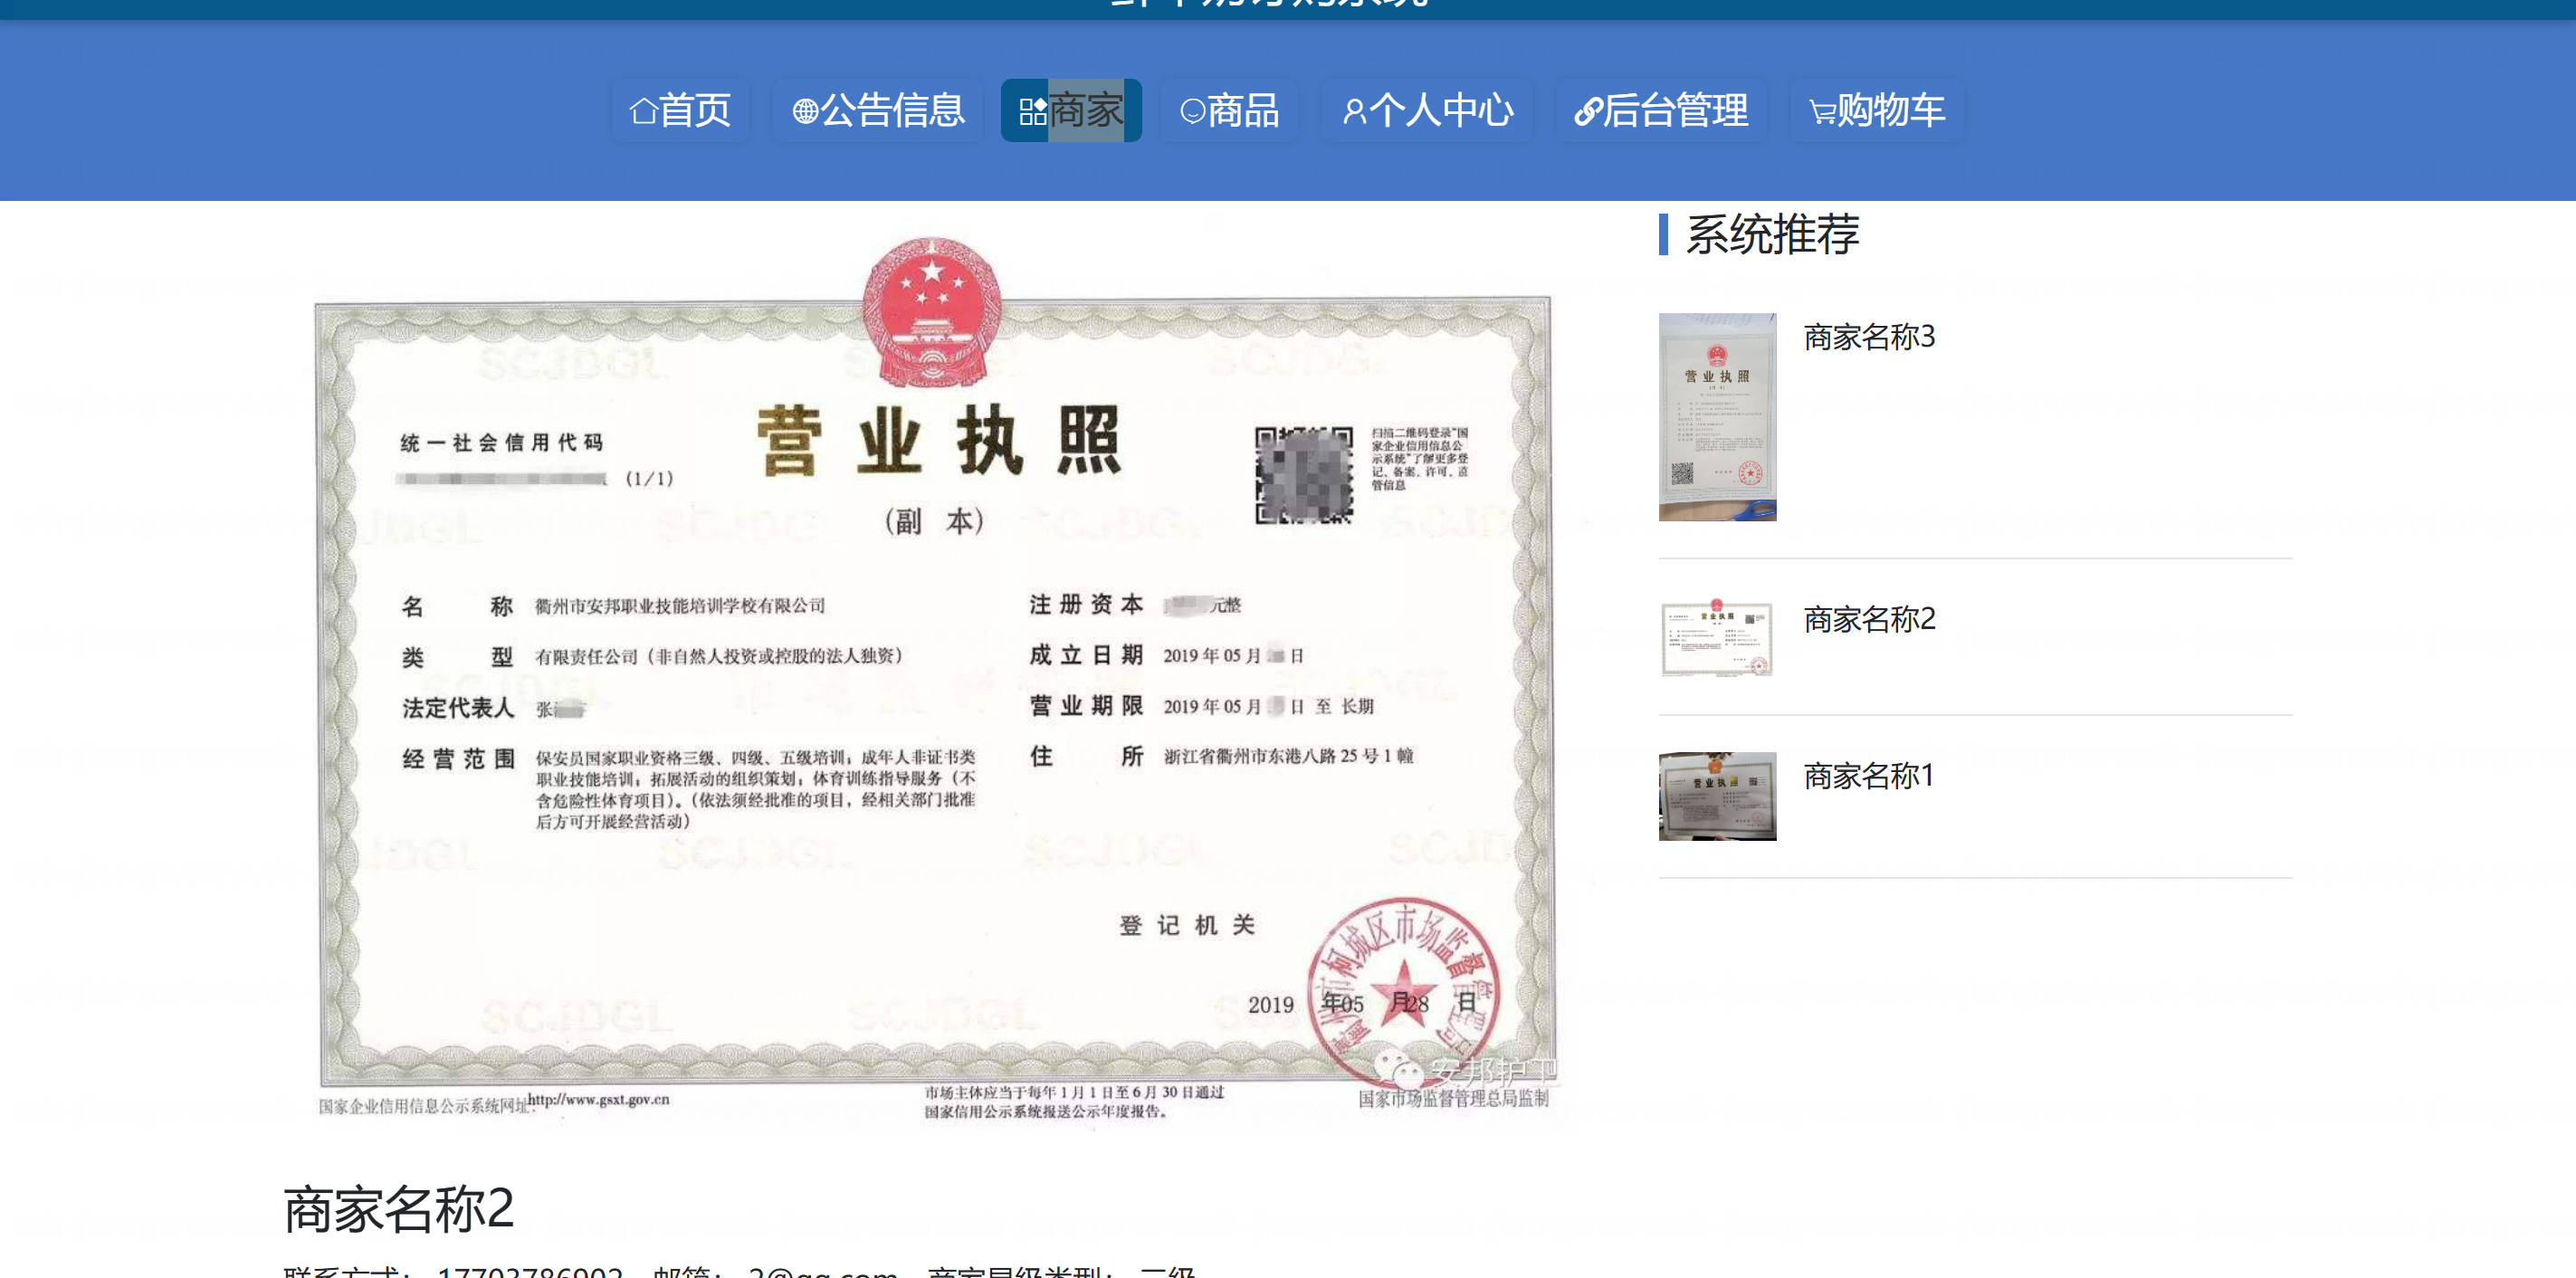 首页 公告信息 商家 商品 个人中心 后台管理 购物车
统一社会信用代码
(1/1)
营业执照
(副 本)
扫描二维码登录“国
家企业信用信息公
示系统”了解更多登
记、备案、许可、监
管信息
名称 衢州市安邦职业技能培训学校有限公司
类型 有限责任公司（非自然人投资或控股的法人独资）
法定代表人 张
经营范围 保安员国家职业资格三级、四级、五级培训；成年人非证书类
职业技能培训；拓展活动的组织策划；体育训练指导服务（不
含危险性体育项目）。（依法须经批准的项目，经相关部门批准
后方可开展经营活动）
注册资本 元整
成立日期 2019年05月 日
营业期限 2019年05月 日 至 长期
住所 浙江省衢州市东港八路25号1幢
登记机关
2019 年05 月28 日
衢州市柯城区市场监督管理局
安邦护卫
国家企业信用信息公示系统网址:http://www.gsxt.gov.cn
市场主体应当于每年1月1日至6月30日通过
国家信用公示系统报送公示年度报告。
国家市场监督管理总局监制
商家名称2
联系方式： 17703786902 邮箱： 2@qq.com 商家星级类型： 二级
系统推荐
营业执照
商家名称3
营业执照
商家名称2
营业执照
商家名称1